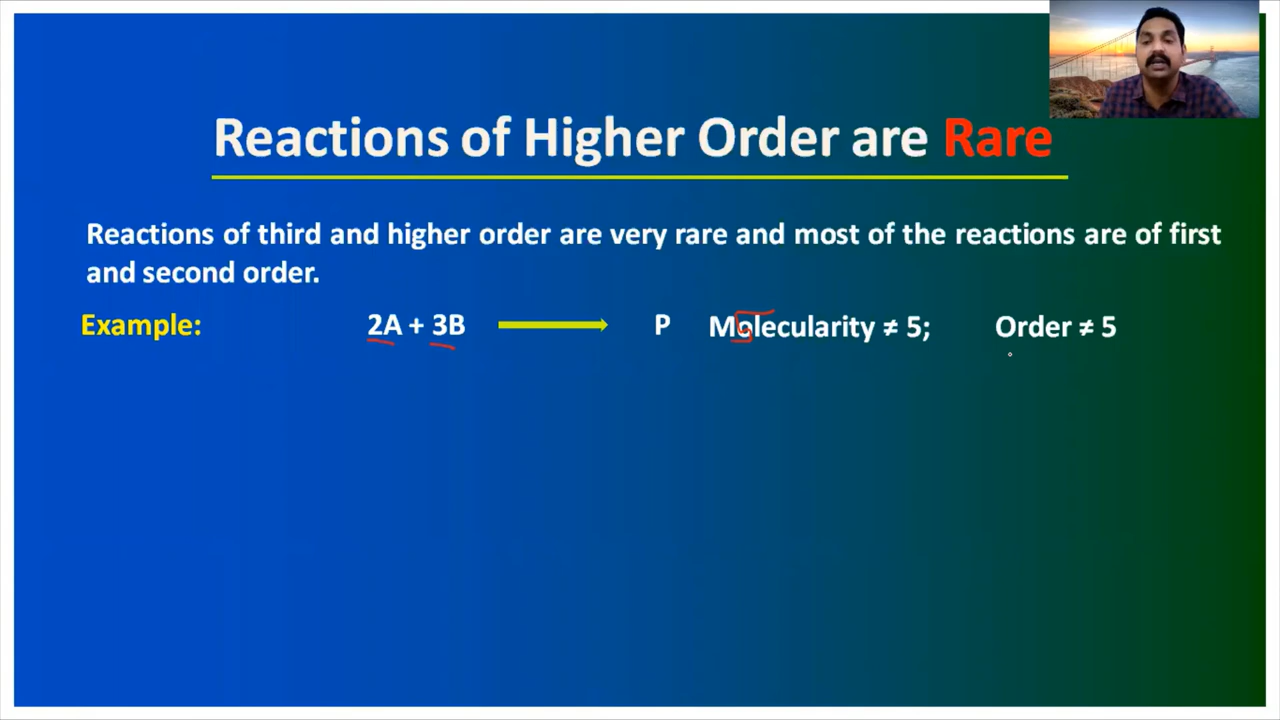 Reactions of Higher Order are Rare
Reactions of third and higher order are very rare and most of the reactions are of first
and second order.
Example: 2A + 3B P Molecularity ≠ 5; Order ≠ 5